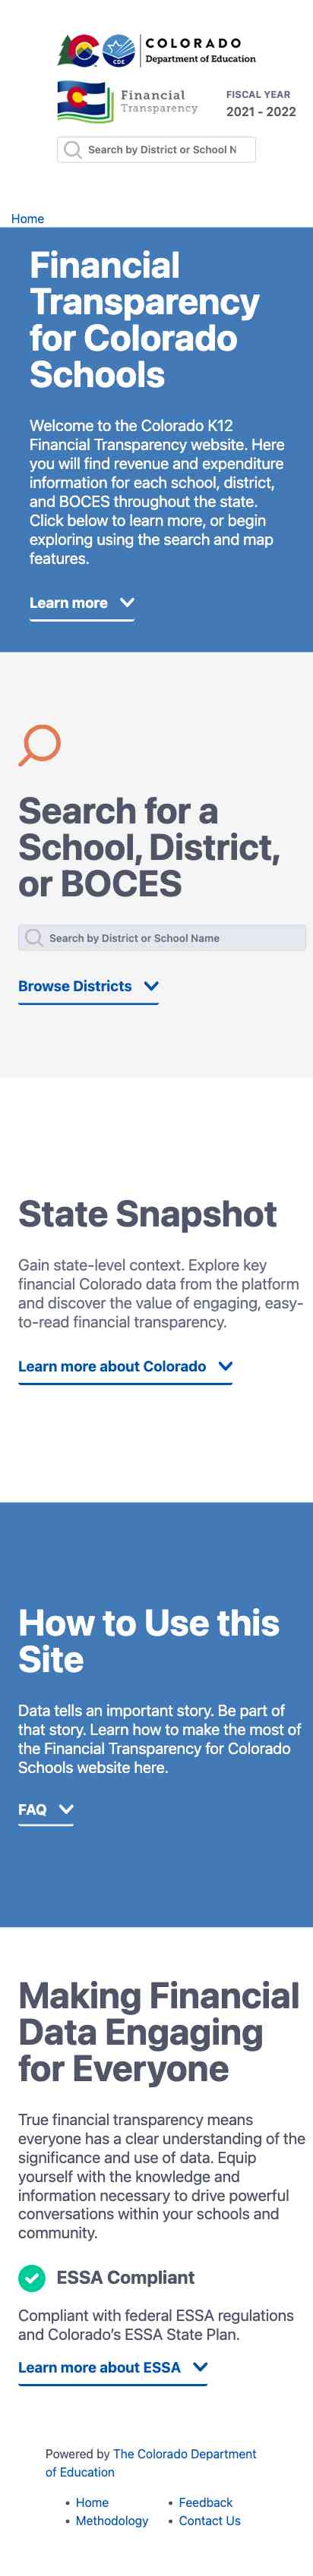 COLORADO
CDE
Department of Education
Financial
Transparency
FISCAL YEAR
2021 - 2022
Search by District or School N
Home
Financial
Transparency
for Colorado
Schools
Welcome to the Colorado K12
Financial Transparency website. Here
you will find revenue and expenditure
information for each school, district,
and BOCES throughout the state.
Click below to learn more, or begin
exploring using the search and map
features.
Learn more
Search for a
School, District,
or BOCES
Search by District or School Name
Browse Districts
State Snapshot
Gain state-level context. Explore key
financial Colorado data from the platform
and discover the value of engaging, easy-
to-read financial transparency.
Learn more about Colorado
How to Use this
Site
Data tells an important story. Be part of
that story. Learn how to make the most of
the Financial Transparency for Colorado
Schools website here.
FAQ
Making Financial
Data Engaging
for Everyone
True financial transparency means
everyone has a clear understanding of the
significance and use of data. Equip
yourself with the knowledge and
information necessary to drive powerful
conversations within your schools and
community.
ESSA Compliant
Compliant with federal ESSA regulations
and Colorado's ESSA State Plan.
Learn more about ESSA
Powered by The Colorado Department
of Education
• Home
• Methodology
• Feedback
• Contact Us